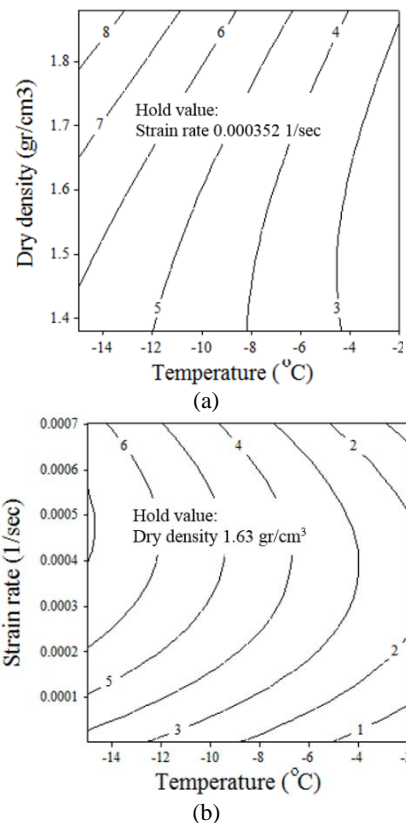 1.8
1.7
1.6
1.5
1.4
Dry density (gr/cm3)
8
6
4
7
5
3
Hold value:
Strain rate 0.000352 1/sec
-14 -12 -10 -8 -6 -4 -2
Temperature (°C)
(a)
0.0007
0.0006
0.0005
0.0004
0.0003
0.0002
0.0001
Strain rate (1/sec)
6
4
2
Hold value:
Dry density 1.63 gr/cm³
5
3
2
1
-14 -12 -10 -8 -6 -4 -2
Temperature (°C)
(b)